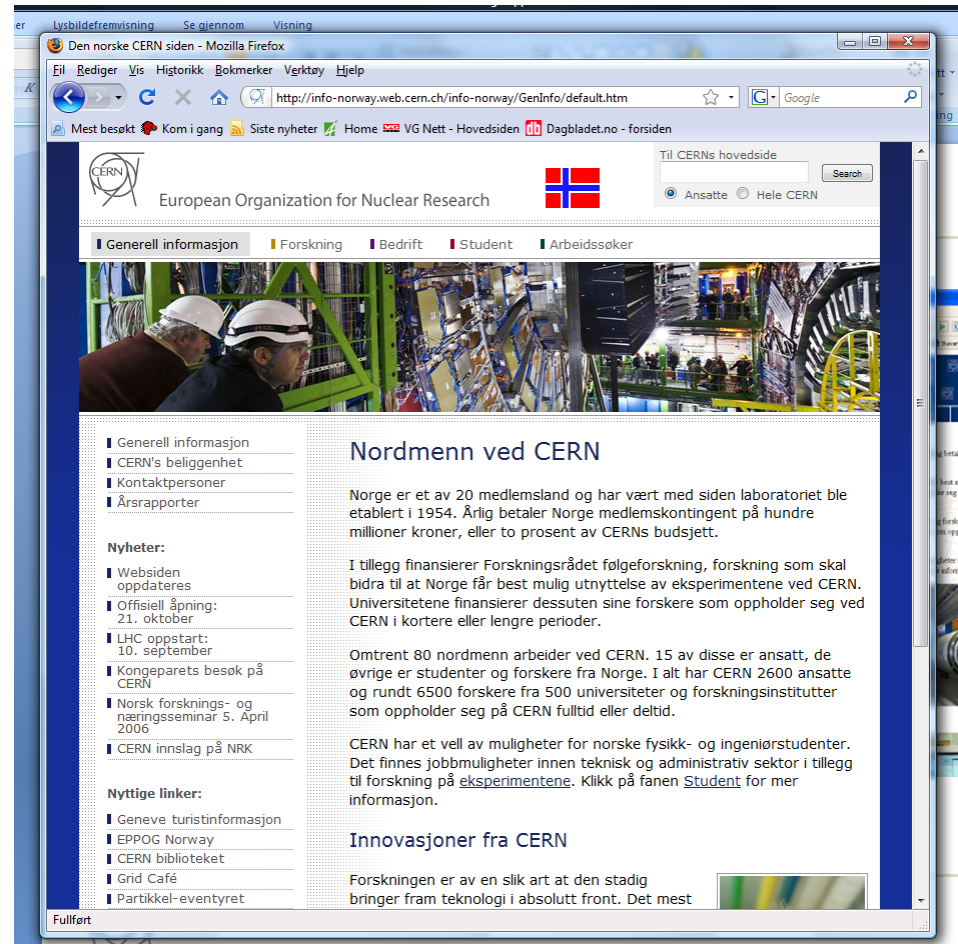 Lysbildefremvisning Se gjennom Visning
Den norske CERN siden - Mozilla Firefox
Fil Rediger Vis Historikk Bokmerker Verktøy Hjelp
http://info-norway.web.cern.ch/info-norway/GenInfo/default.htm
Google
Mest besøkt Kom i gang Siste nyheter Home VG Nett - Hovedsiden Dagbladet.no - forsiden
CERN
European Organization for Nuclear Research
Til CERNs hovedside
Search
Ansatte Hele CERN
Generell informasjon Forskning Bedrift Student Arbeidssøker
Generell informasjon
CERN's beliggenhet
Kontaktpersoner
Årsrapporter
Nyheter:
Websiden
oppdateres
Offisiell åpning:
21. oktober
LHC oppstart:
10. september
Kongeparets besøk på
CERN
Norsk forsknings- og
næringsseminar 5. April
2006
CERN innslag på NRK
Nyttige linker:
Geneve turistinformasjon
EPPOG Norway
CERN biblioteket
Grid Café
Partikkel-eventyret
Nordmenn ved CERN
Norge er et av 20 medlemsland og har vært med siden laboratoriet ble
etablert i 1954. Årlig betaler Norge medlemskontingent på hundre
millioner kroner, eller to prosent av CERNs budsjett.
I tillegg finansierer Forskningsrådet følgeforskning, forskning som skal
bidra til at Norge får best mulig utnyttelse av eksperimentene ved CERN.
Universitetene finansierer dessuten sine forskere som oppholder seg ved
CERN i kortere eller lengre perioder.
Omtrent 80 nordmenn arbeider ved CERN. 15 av disse er ansatt, de
øvrige er studenter og forskere fra Norge. I alt har CERN 2600 ansatte
og rundt 6500 forskere fra 500 universiteter og forskningsinstitutter
som oppholder seg på CERN fulltid eller deltid.
CERN har et vell av muligheter for norske fysikk- og ingeniørstudenter.
Det finnes jobbmuligheter innen teknisk og administrativ sektor i tillegg
til forskning på eksperimentene. Klikk på fanen Student for mer
informasjon.
Innovasjoner fra CERN
Forskningen er av en slik art at den stadig
bringer fram teknologi i absolutt front. Det mest
Fullført